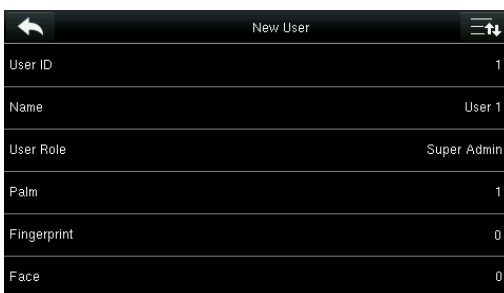 New User
User ID 1
Name User 1
User Role Super Admin
Palm 1
Fingerprint 0
Face 0